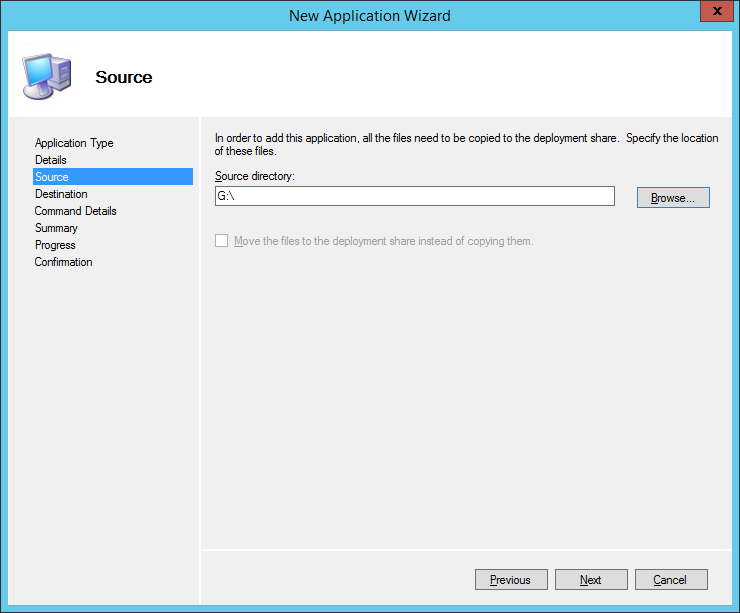 New Application Wizard
x
Source
Application Type
Details
Source
Destination
Command Details
Summary
Progress
Confirmation
In order to add this application, all the files need to be copied to the deployment share.  Specify the location
of these files.
Source directory:
G:\
Browse...
Move the files to the deployment share instead of copying them.
Previous
Next
Cancel